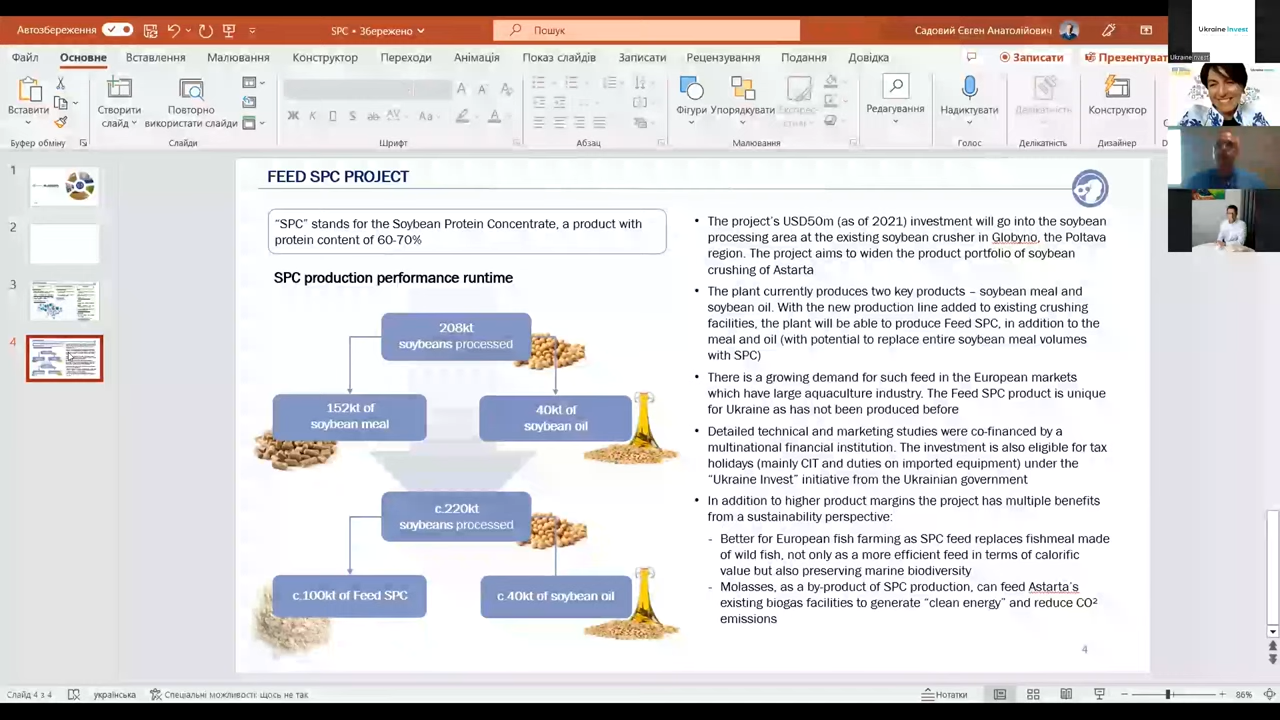 Автозбереження
SPC • Збережено
Пошук
Садовий Євген Анатолійович
Ukraine Invest
Файл
Основне
Вставлення
Малювання
Конструктор
Переходи
Анімація
Показ слайдів
Записати
Рецензування
Подання
Довідка
Записати
Презентувати
Вставити
Створити слайд
Повторно використати слайди
Фігури
Упорядкувати
Експрес-стилі
Редагування
Надиктувати
Делікатність
Конструктор
Буфер обміну
Слайди
Шрифт
Абзац
Малювання
Голос
Делікатність
Дизайнер
1
2
3
4
FEED SPC PROJECT
“SPC” stands for the Soybean Protein Concentrate, a product with
protein content of 60-70%
SPC production performance runtime
208kt
soybeans processed
152kt of
soybean meal
40kt of
soybean oil
c.220kt
soybeans processed
c.100kt of Feed SPC
c.40kt of soybean oil
• The project’s USD50m (as of 2021) investment will go into the soybean
processing area at the existing soybean crusher in Globyno, the Poltava
region. The project aims to widen the product portfolio of soybean
crushing of Astarta
• The plant currently produces two key products – soybean meal and
soybean oil. With the new production line added to existing crushing
facilities, the plant will be able to produce Feed SPC, in addition to the
meal and oil (with potential to replace entire soybean meal volumes
with SPC)
• There is a growing demand for such feed in the European markets
which have large aquaculture industry. The Feed SPC product is unique
for Ukraine as has not been produced before
• Detailed technical and marketing studies were co-financed by a
multinational financial institution. The investment is also eligible for tax
holidays (mainly CIT and duties on imported equipment) under the
“Ukraine Invest” initiative from the Ukrainian government
• In addition to higher product margins the project has multiple benefits
from a sustainability perspective:
- Better for European fish farming as SPC feed replaces fishmeal made
of wild fish, not only as a more efficient feed in terms of calorific
value but also preserving marine biodiversity
- Molasses, as a by-product of SPC production, can feed Astarta’s
existing biogas facilities to generate “clean energy” and reduce CO²
emissions
4
Слайд 4 з 4
українська
Спеціальні можливості: щось не так
Нотатки
86%